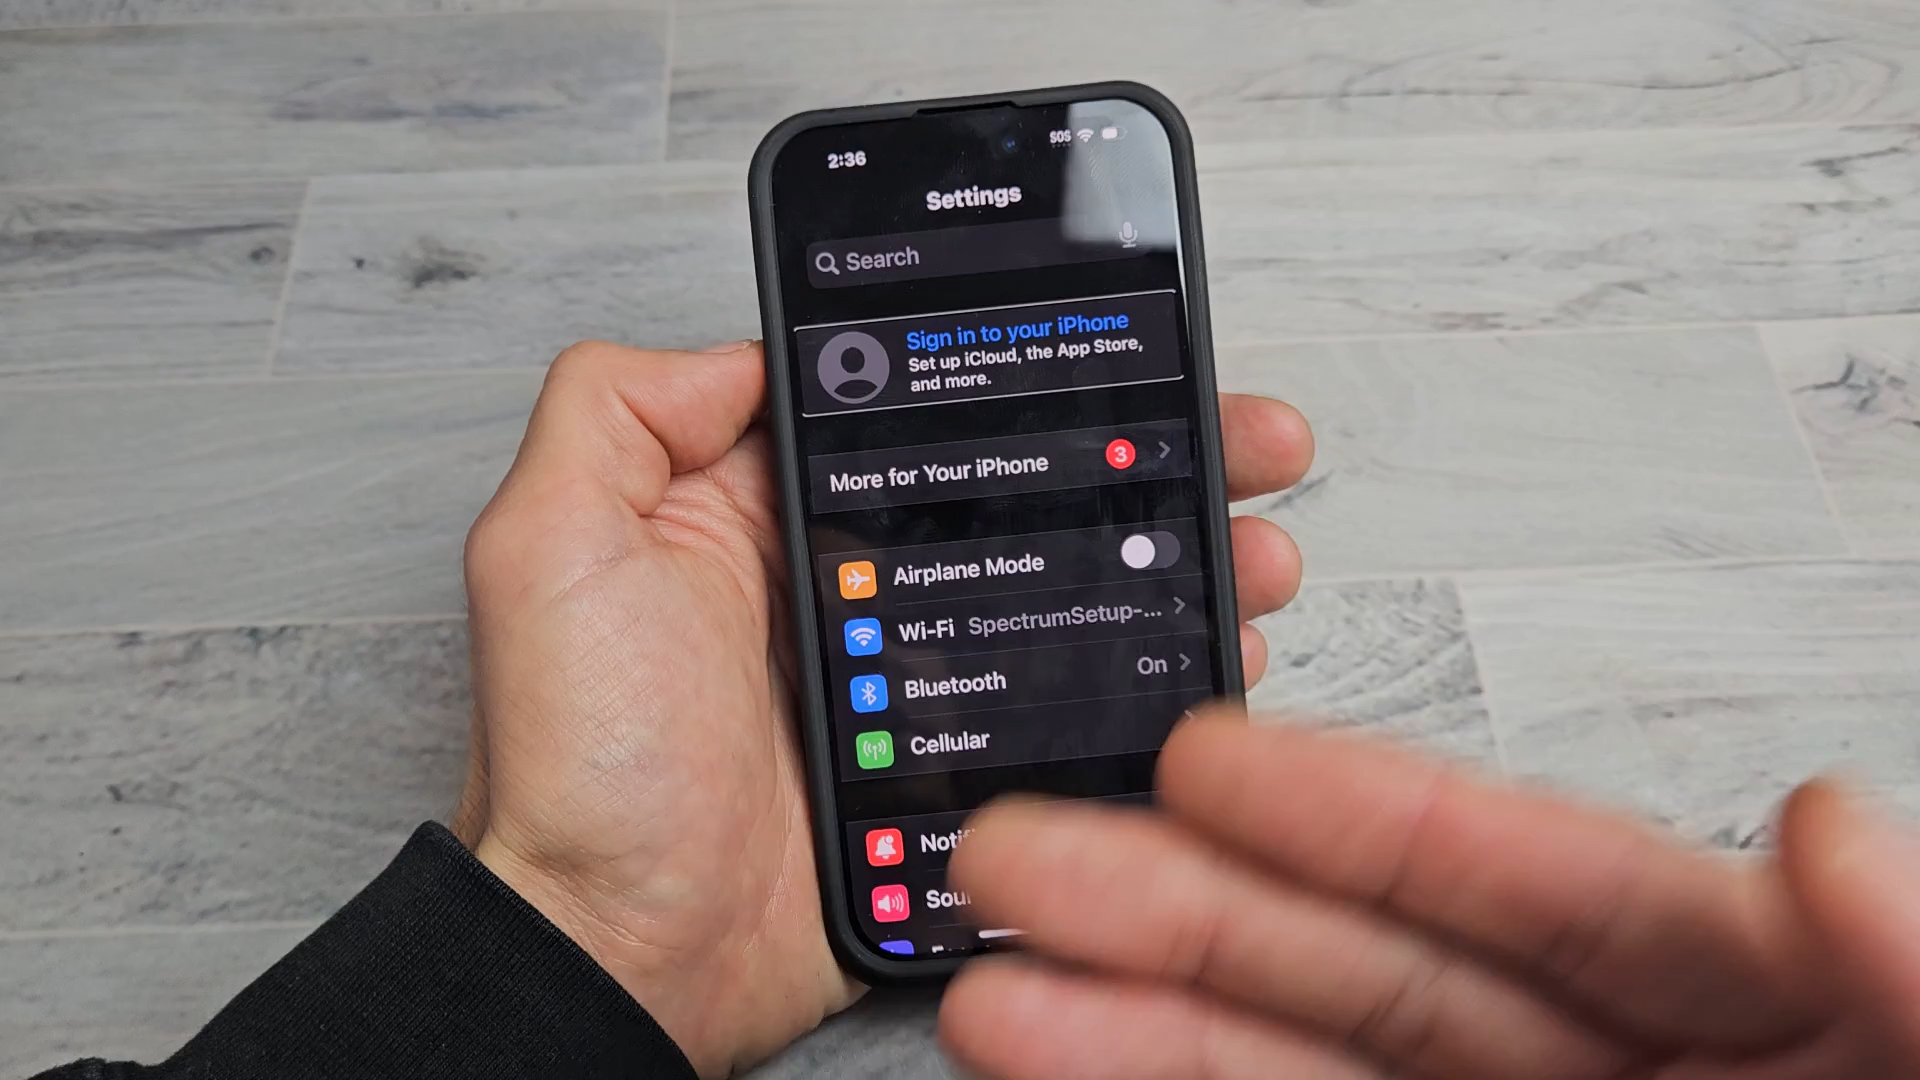 2:36 SOS
Settings
Search
Sign in to your iPhone
Set up iCloud, the App Store,
and more.
More for Your iPhone 3
Airplane Mode
Wi-Fi SpectrumSetup-...
Bluetooth On
Cellular